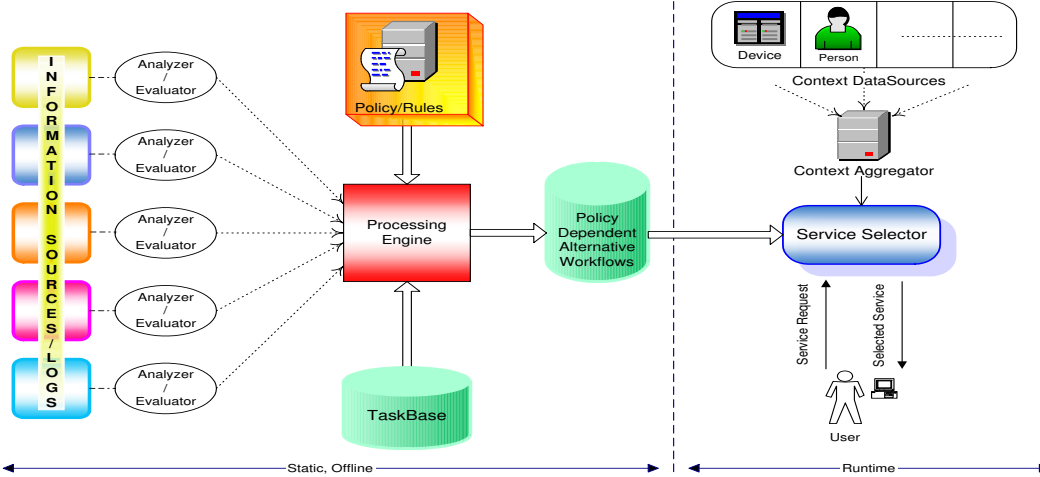 INFORMATION SOURCES/LOGS
Analyzer
/
Evaluator
Analyzer
/
Evaluator
Analyzer
/
Evaluator
Analyzer
/
Evaluator
Analyzer
/
Evaluator
Policy/Rules
Processing
Engine
TaskBase
Policy
Dependent
Alternative
Workflows
Static, Offline
Device
Person
Context DataSources
Context Aggregator
Service Selector
Service Request
Selected Service
User
Runtime